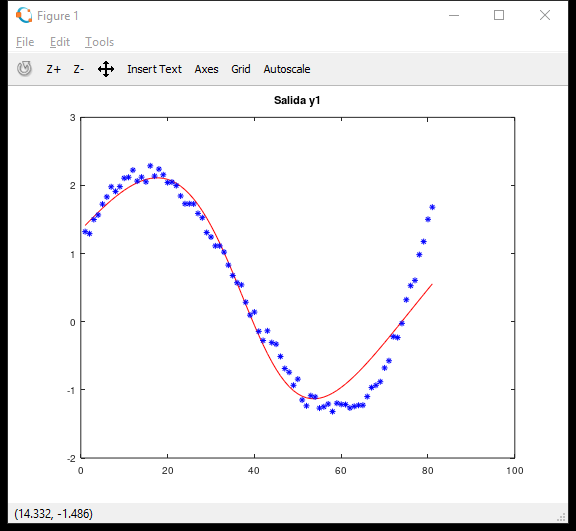 Figure 1
File Edit Tools
Z+ Z- Insert Text Axes Grid Autoscale
Salida y1
3
2
1
0
-1
-2
0 20 40 60 80 100
(14.332, -1.486)